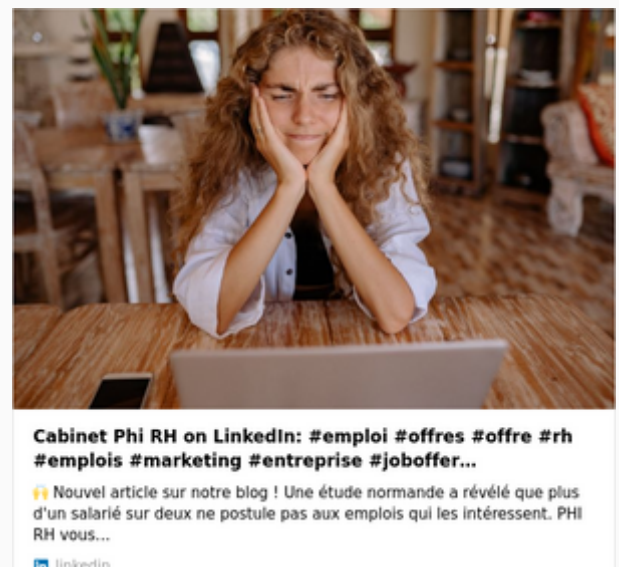 Cabinet Phi RH on LinkedIn: #emploi #offres #offre #rh
#emplois #marketing #entreprise #joboffer...
🙌 Nouvel article sur notre blog ! Une étude normande a révélé que plus
d'un salarié sur deux ne postule pas aux emplois qui les intéressent. PHI
RH vous...
linkedin